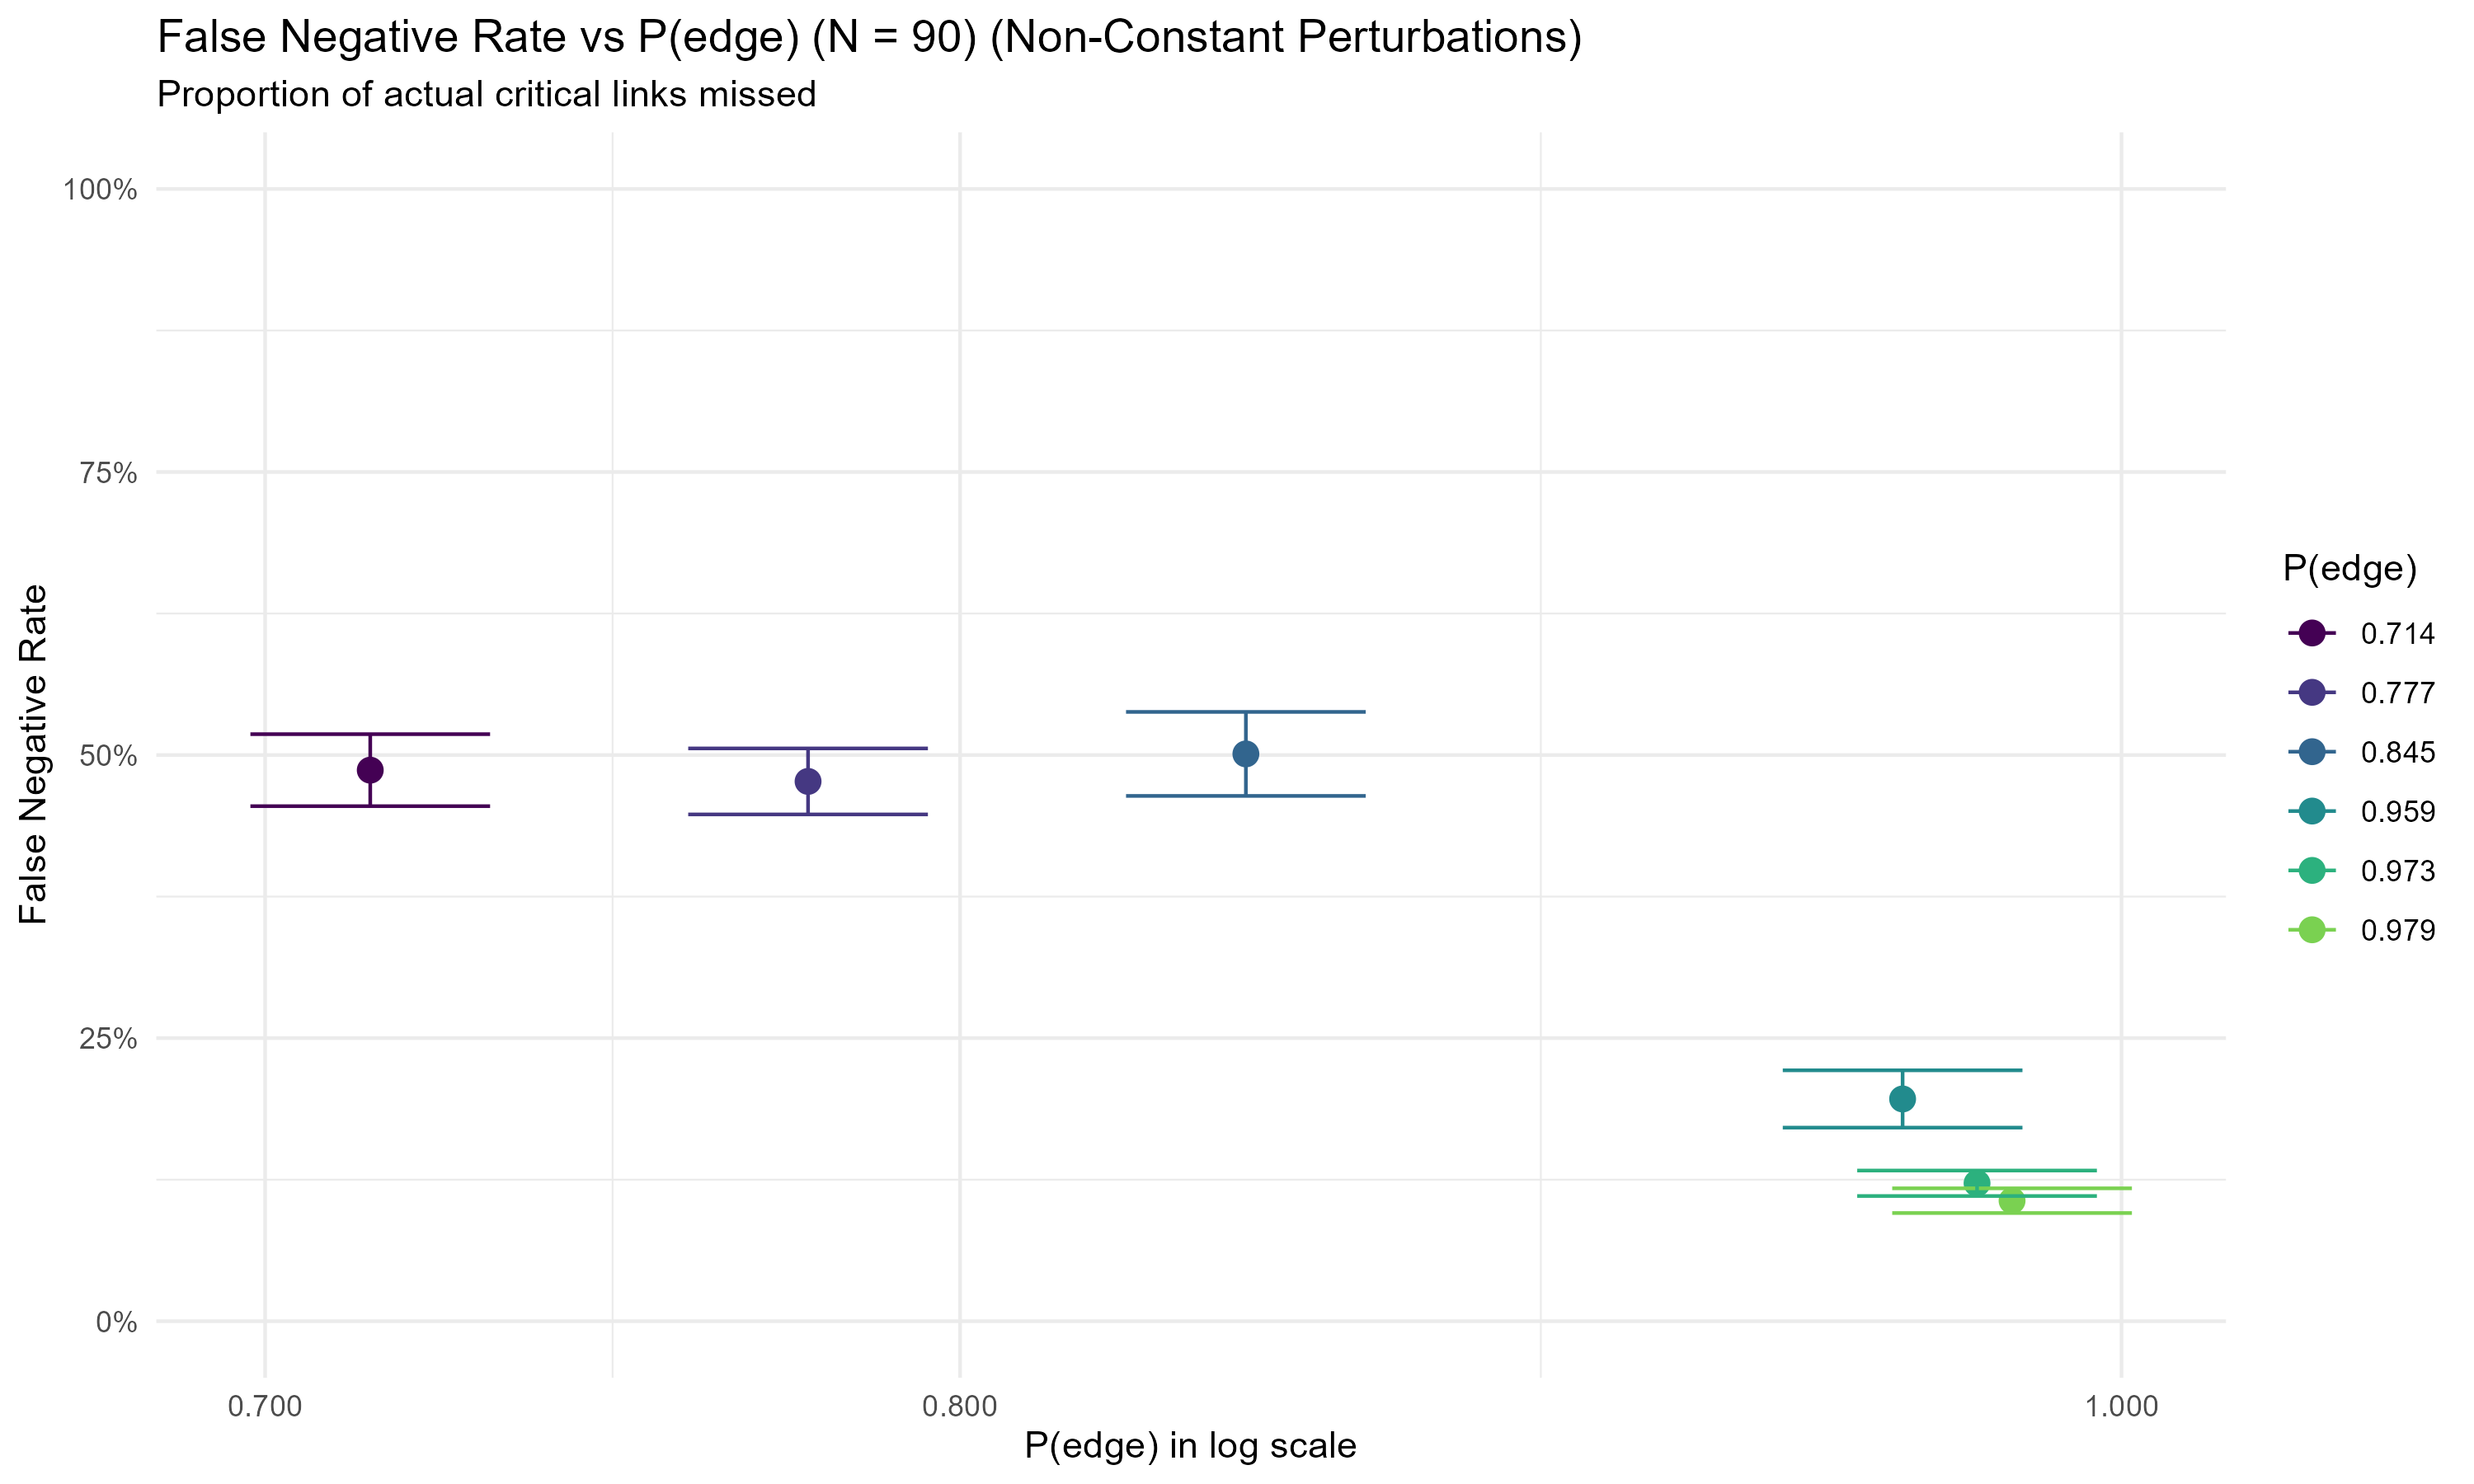 False Negative Rate vs P(edge) (N = 90) (Non-Constant Perturbations)
Proportion of actual critical links missed
False Negative Rate
100%
75%
50%
25%
0%
0.700
0.800
1.000
P(edge) in log scale
P(edge)
0.714
0.777
0.845
0.959
0.973
0.979